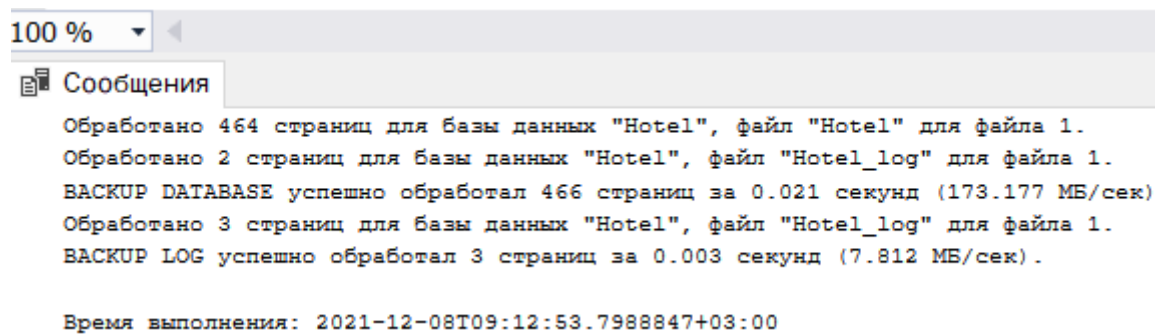 100 %
Сообщения
Обработано 464 страниц для базы данных "Hotel", файл "Hotel" для файла 1.
Обработано 2 страниц для базы данных "Hotel", файл "Hotel_log" для файла 1.
BACKUP DATABASE успешно обработал 466 страниц за 0.021 секунд (173.177 МБ/сек)
Обработано 3 страниц для базы данных "Hotel", файл "Hotel_log" для файла 1.
BACKUP LOG успешно обработал 3 страниц за 0.003 секунд (7.812 МБ/сек).
Время выполнения: 2021-12-08T09:12:53.7988847+03:00